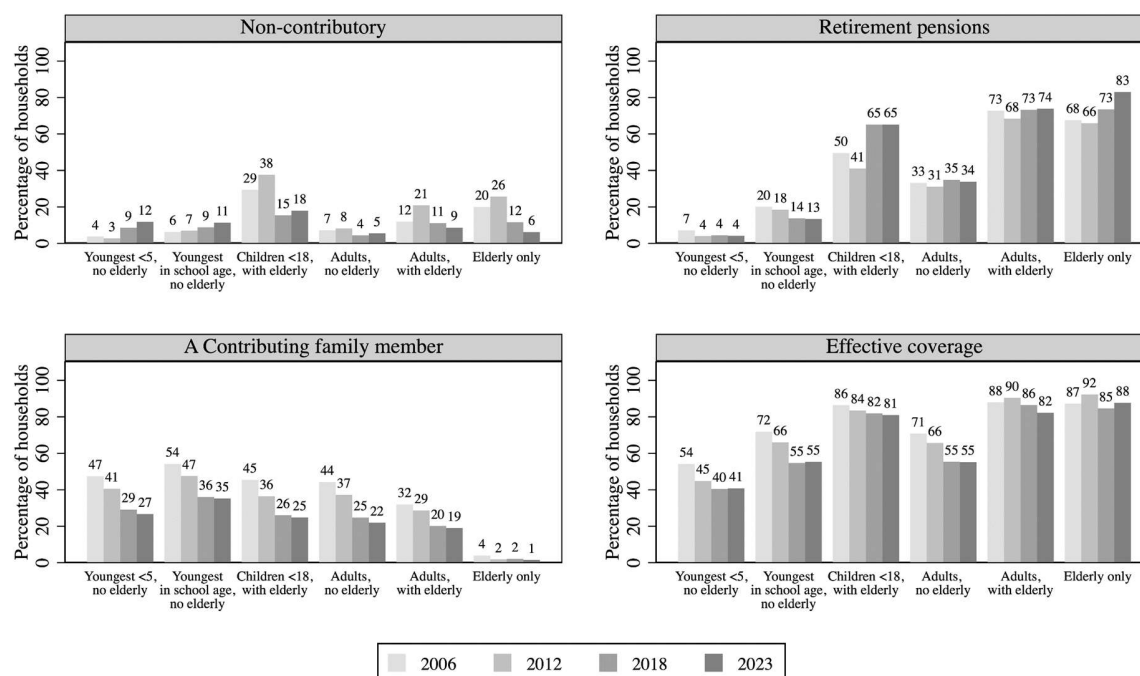 Non-contributory
Percentage of households
0 20 40 60 80 100
4 3 9 12
6 7 9 11
29 38 15 18
7 8 4 5
12 21 11 9
20 26 12 6
Youngest <5,
no elderly
Youngest
in school age,
no elderly
Children <18,
with elderly
Adults,
no elderly
Adults,
with elderly
Elderly only
Retirement pensions
Percentage of households
0 20 40 60 80 100
7 4 4 4
20 18 14 13
50 41 65 65
33 31 35 34
73 68 73 74
68 66 73 83
Youngest <5,
no elderly
Youngest
in school age,
no elderly
Children <18,
with elderly
Adults,
no elderly
Adults,
with elderly
Elderly only
A Contributing family member
Percentage of households
0 20 40 60 80 100
47 41 29 27
54 47 36 35
45 36 26 25
44 37 25 22
32 29 20 19
4 2 2 1
Youngest <5,
no elderly
Youngest
in school age,
no elderly
Children <18,
with elderly
Adults,
no elderly
Adults,
with elderly
Elderly only
Effective coverage
Percentage of households
0 20 40 60 80 100
54 45 40 41
72 66 55 55
86 84 82 81
71 66 55 55
88 90 86 82
87 92 85 88
Youngest <5,
no elderly
Youngest
in school age,
no elderly
Children <18,
with elderly
Adults,
no elderly
Adults,
with elderly
Elderly only
2006 2012 2018 2023